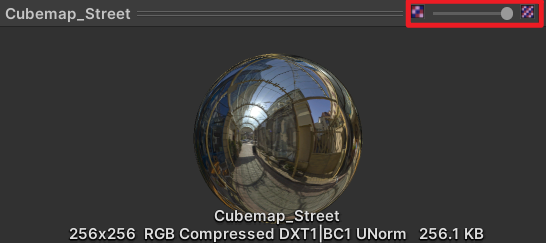 Cubemap_Street
Cubemap_Street
256x256 RGB Compressed DXT1|BC1 UNorm 256.1 KB